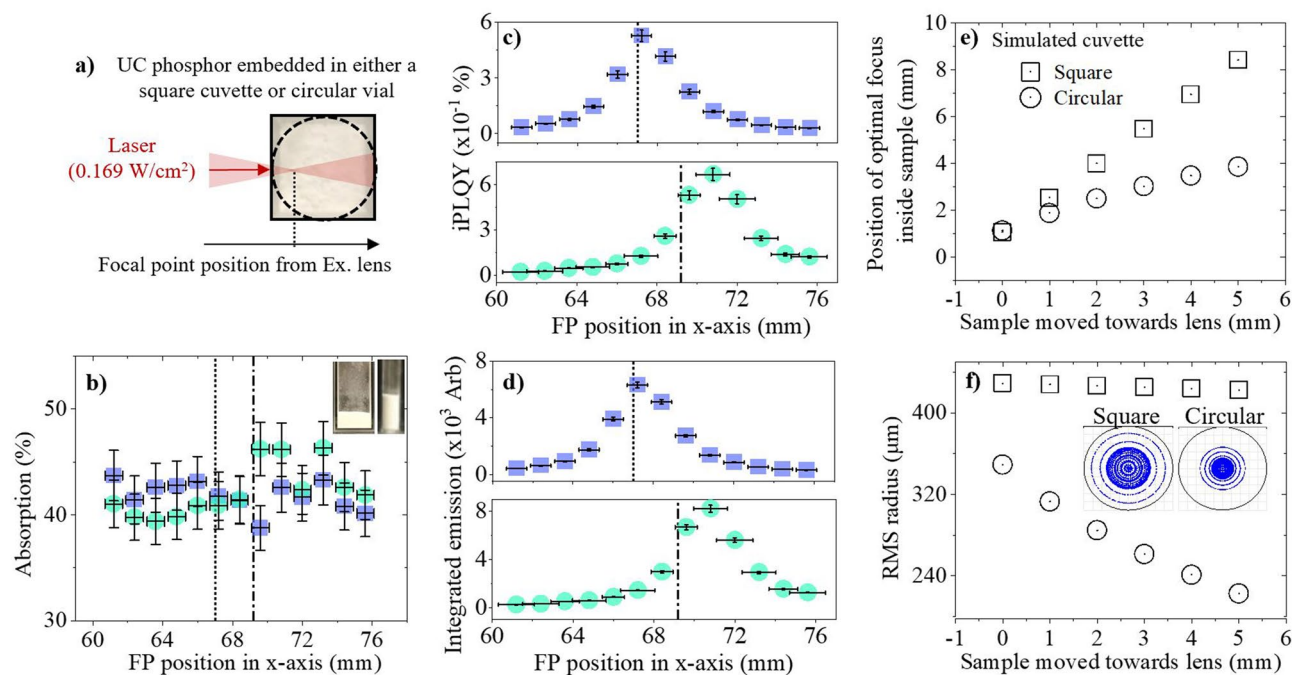 a) UC phosphor embedded in either a
square cuvette or circular vial
Laser
(0.169 W/cm²)
Focal point position from Ex. lens
b)
Absorption (%)
50
40
30
60 64 68 72 76
FP position in x-axis (mm)
c)
iPLQY (x10⁻¹ %)
6
3
0
6
3
0
60 64 68 72 76
FP position in x-axis (mm)
d)
Integrated emission (x10³ Arb)
8
4
0
8
4
0
60 64 68 72 76
FP position in x-axis (mm)
e) Simulated cuvette
Square
Circular
Position of optimal focus
inside sample (mm)
10
8
6
4
2
0
-1 0 1 2 3 4 5 6
Sample moved towards lens (mm)
f)
Square Circular
RMS radius (µm)
400
320
240
-1 0 1 2 3 4 5 6
Sample moved towards lens (mm)